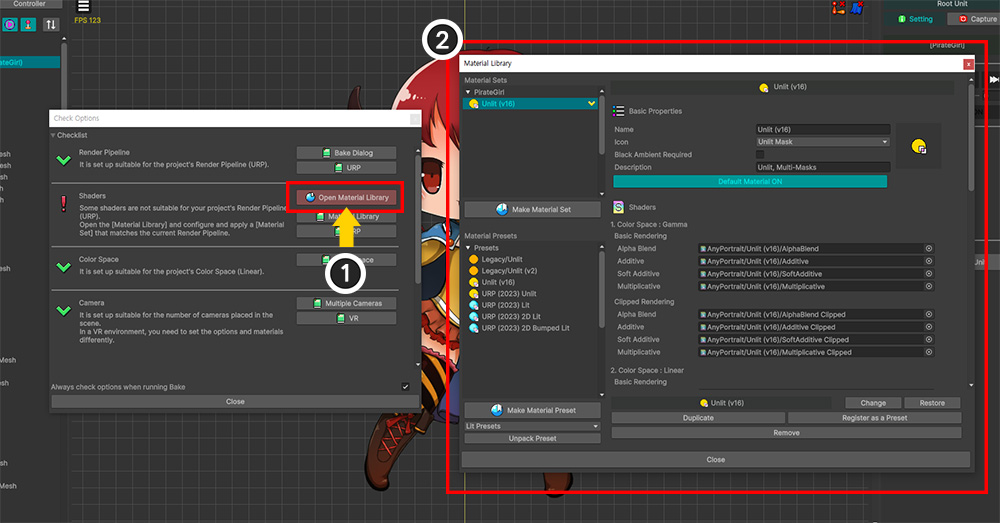 Controller
FPS 123
Root Unit
Setting
Capture
[PirateGirl]
ateGirl)
Mesh
Mesh
Check Options
Checklist
Render Pipeline
It is set up suitable for the project's Render Pipeline (URP).
Bake Dialog
URP
Shaders
Some shaders are not suitable for your project's Render Pipeline
(URP).
Open the [Material Library] and configure and apply a [Material
Set] that matches the current Render Pipeline.
Open Material Library
Color Space
It is set up suitable for the project's Color Space (Linear).
Camera
It is set up suitable for the number of cameras placed in the
scene.
In a VR environment, you need to set the options and materials
differently.
Multiple Cameras
VR
Always check options when running Bake
Close
1
2
Material Library
x
Material Sets
PirateGirl
Unlit (v16)
Make Material Set
Material Presets
Presets
Legacy/Unlit
Legacy/Unlit (v2)
Unlit (v16)
URP (2023) Unlit
URP (2023) Lit
URP (2023) 2D Lit
URP (2023) 2D Bumped Lit
Make Material Preset
Lit Presets
Unpack Preset
Unlit (v16)
Basic Properties
Name Unlit (v16)
Icon Unlit Mask
Black Ambient Required
Description Unlit, Multi-Masks
Default Material ON
Shaders
1. Color Space : Gamma
Basic Rendering
Alpha Blend AnyPortrait/Unlit (v16)/AlphaBlend
Additive AnyPortrait/Unlit (v16)/Additive
Soft Additive AnyPortrait/Unlit (v16)/SoftAdditive
Multiplicative AnyPortrait/Unlit (v16)/Multiplicative
Clipped Rendering
Alpha Blend AnyPortrait/Unlit (v16)/AlphaBlend Clipped
Additive AnyPortrait/Unlit (v16)/Additive Clipped
Soft Additive AnyPortrait/Unlit (v16)/SoftAdditive Clipped
Multiplicative AnyPortrait/Unlit (v16)/Multiplicative Clipped
2. Color Space : Linear
Basic Rendering
Unlit (v16)
Change
Restore
Duplicate
Register as a Preset
Remove
Close